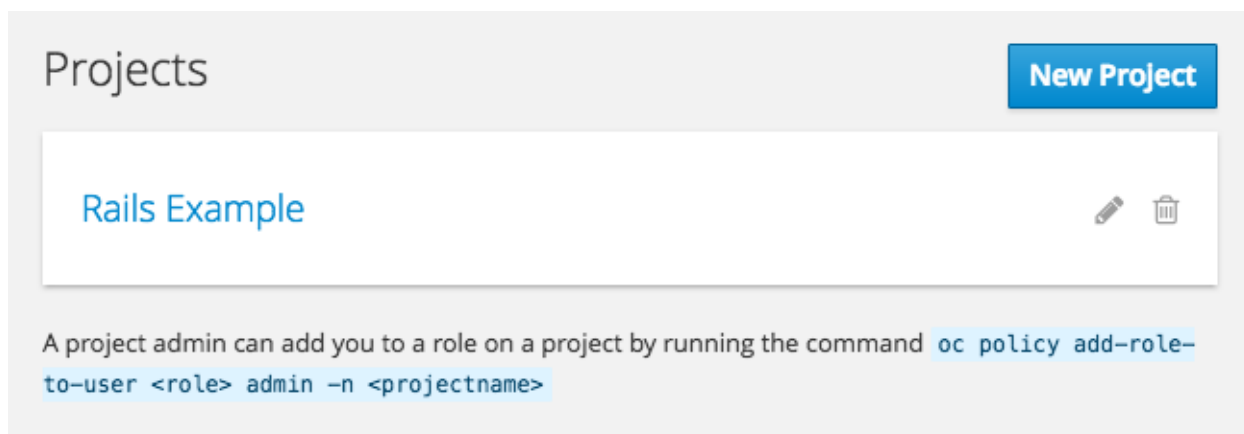 Projects
New Project
Rails Example
A project admin can add you to a role on a project by running the command oc policy add-role-
to-user <role> admin -n <projectname>